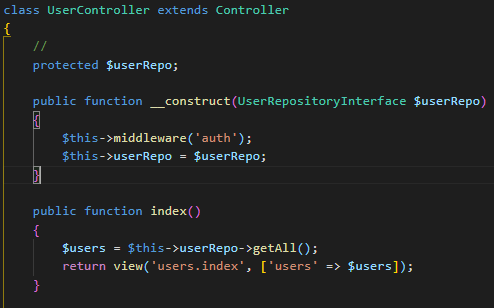 class UserController extends Controller
{
    //
    protected $userRepo;

    public function __construct(UserRepositoryInterface $userRepo)
    {
        $this->middleware('auth');
        $this->userRepo = $userRepo;
    }

    public function index()
    {
        $users = $this->userRepo->getAll();
        return view('users.index', ['users' => $users]);
    }